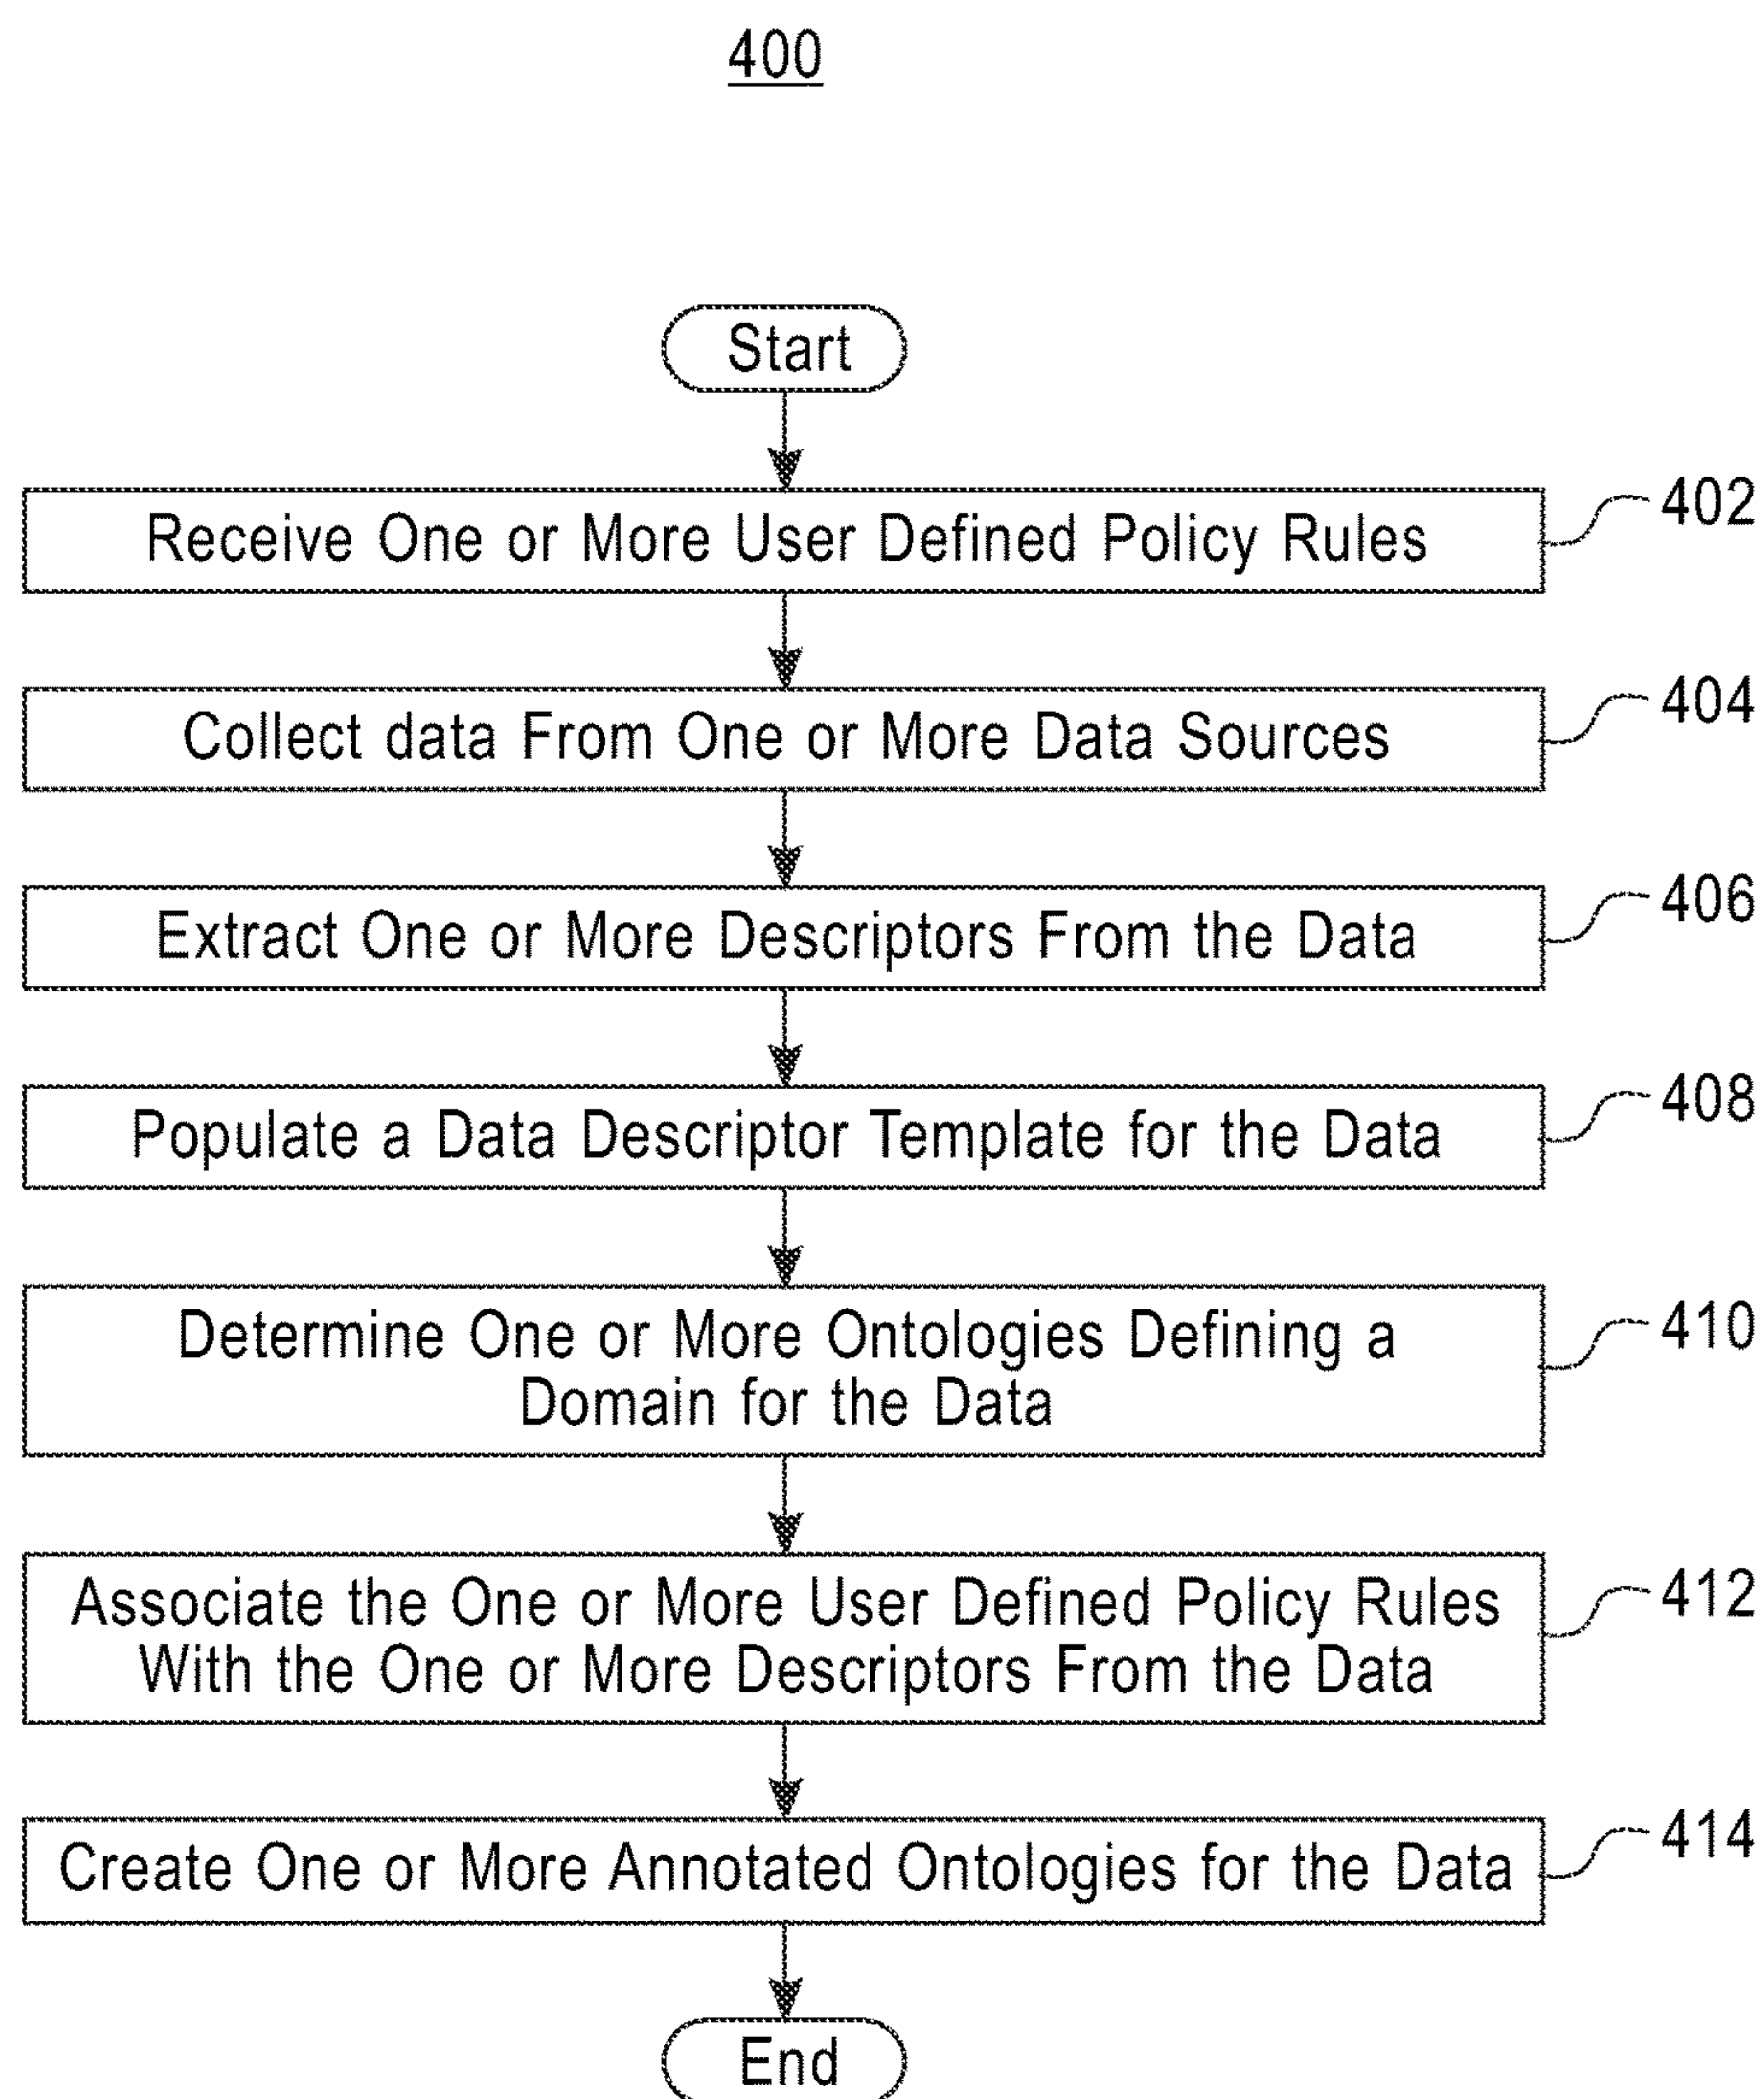 400
Start
Receive One or More User Defined Policy Rules
402
Collect data From One or More Data Sources
404
Extract One or More Descriptors From the Data
406
Populate a Data Descriptor Template for the Data
408
Determine One or More Ontologies Defining a
Domain for the Data
410
Associate the One or More User Defined Policy Rules
With the One or More Descriptors From the Data
412
Create One or More Annotated Ontologies for the Data
414
End